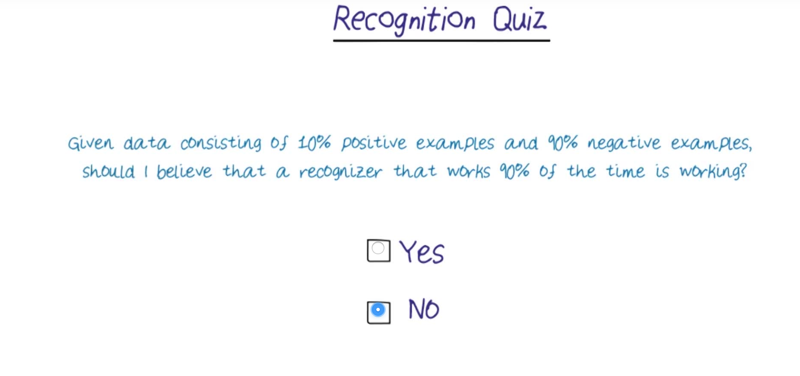 Recognition Quiz
Given data consisting of 10% positive examples and 90% negative examples,
should I believe that a recognizer that works 90% of the time is working?
Yes
NO